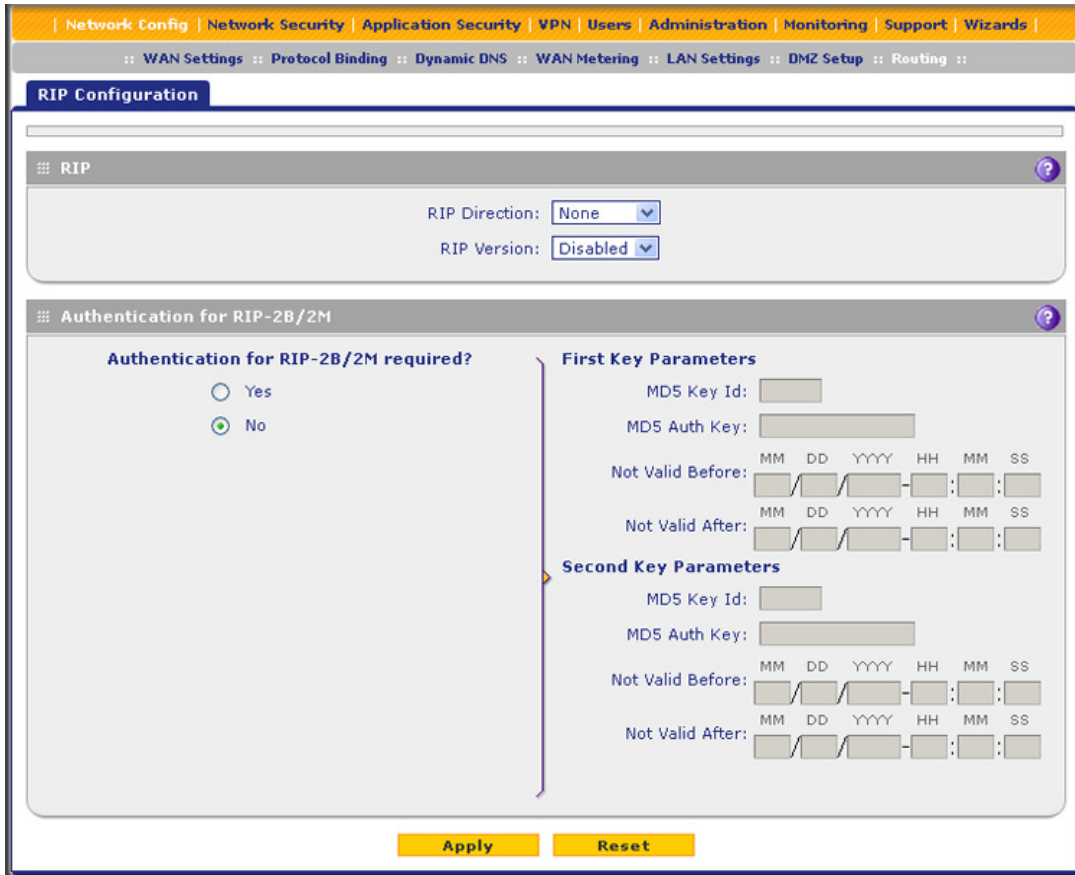 | Network Config | Network Security | Application Security | VPN | Users | Administration | Monitoring | Support | Wizards |
:: WAN Settings :: Protocol Binding :: Dynamic DNS :: WAN Metering :: LAN Settings :: DMZ Setup :: Routing ::
RIP Configuration
RIP
?
RIP Direction: None
RIP Version: Disabled
Authentication for RIP-2B/2M
?
Authentication for RIP-2B/2M required?
Yes
No
First Key Parameters
MD5 Key Id:
MD5 Auth Key:
MM DD YYYY HH MM SS
Not Valid Before: / / - : :
MM DD YYYY HH MM SS
Not Valid After: / / - : :
Second Key Parameters
MD5 Key Id:
MD5 Auth Key:
MM DD YYYY HH MM SS
Not Valid Before: / / - : :
MM DD YYYY HH MM SS
Not Valid After: / / - : :
Apply Reset